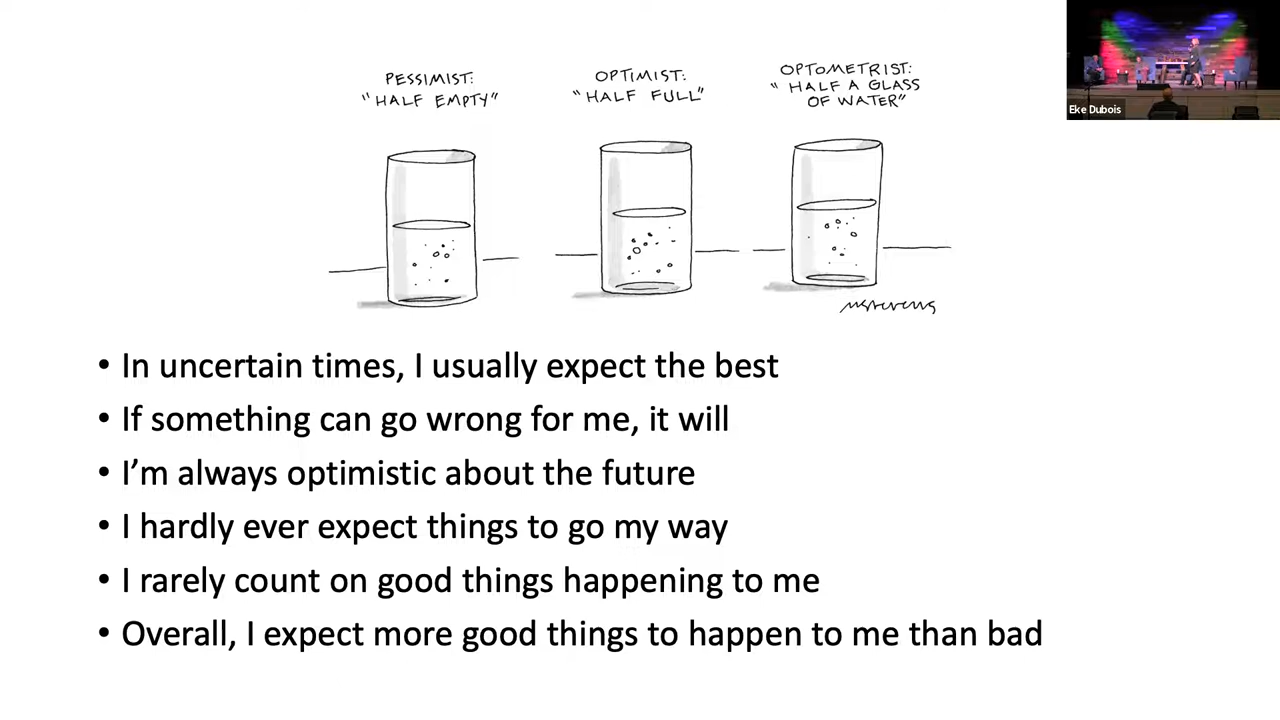 PESSIMIST:
"HALF EMPTY"
OPTIMIST:
"HALF FULL"
OPTOMETRIST:
"HALF A GLASS
OF WATER"
Eke Dubois
• In uncertain times, I usually expect the best
• If something can go wrong for me, it will
• I'm always optimistic about the future
• I hardly ever expect things to go my way
• I rarely count on good things happening to me
• Overall, I expect more good things to happen to me than bad